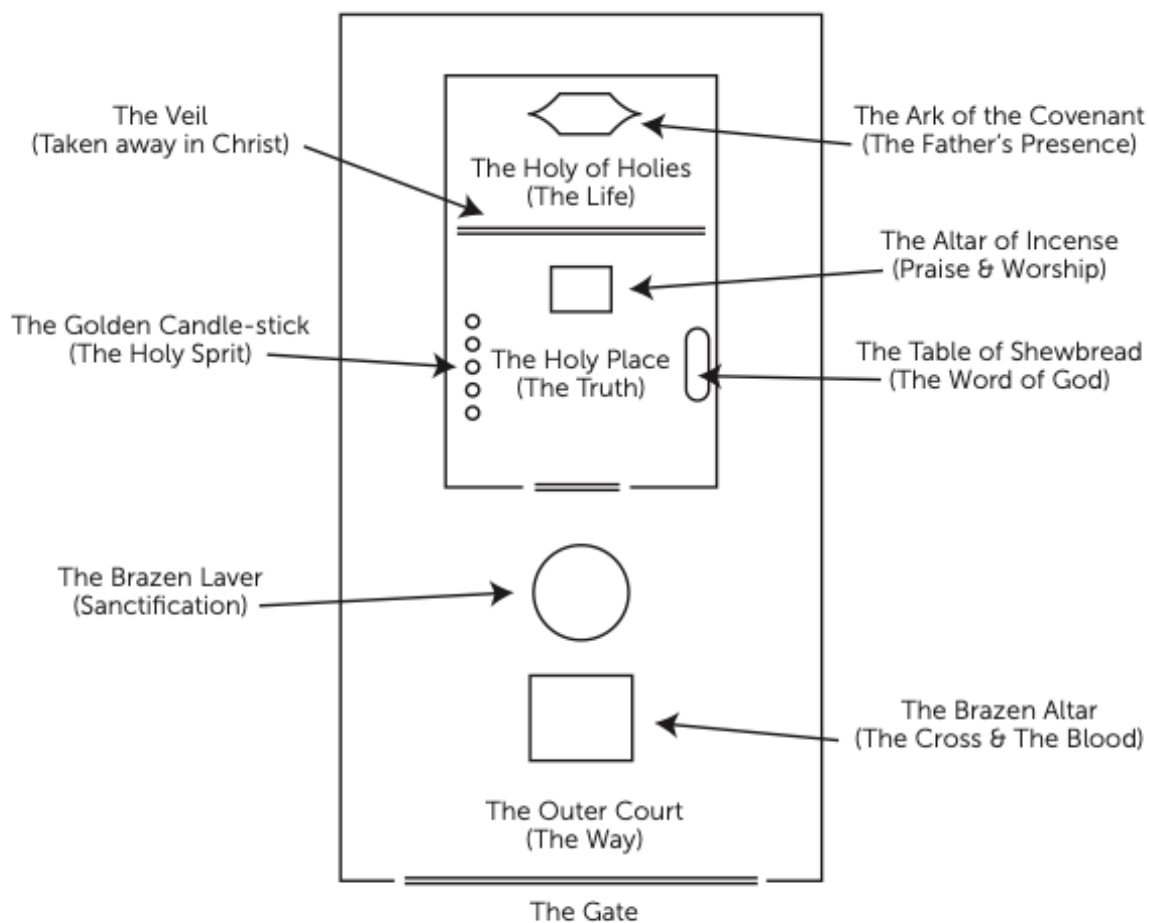 The Veil
(Taken away in Christ)
The Ark of the Covenant
(The Father's Presence)
The Holy of Holies
(The Life)
The Altar of Incense
(Praise & Worship)
The Golden Candle-stick
(The Holy Sprit)
The Holy Place
(The Truth)
The Table of Shewbread
(The Word of God)
The Brazen Laver
(Sanctification)
The Brazen Altar
(The Cross & The Blood)
The Outer Court
(The Way)
The Gate